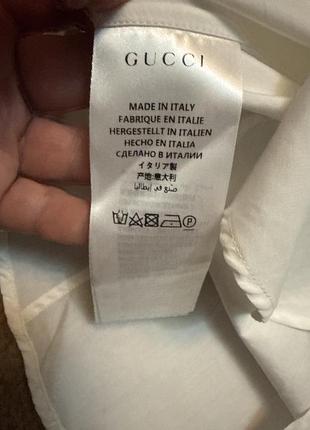 GUCCI
MADE IN ITALY
FABRIQUE EN ITALIE
HERGESTELLT IN ITALIEN
HECHO EN ITALIA
СДЕЛАНО В ИТАЛИИ
イタリア製
产地:意大利
صنع في إيطاليا